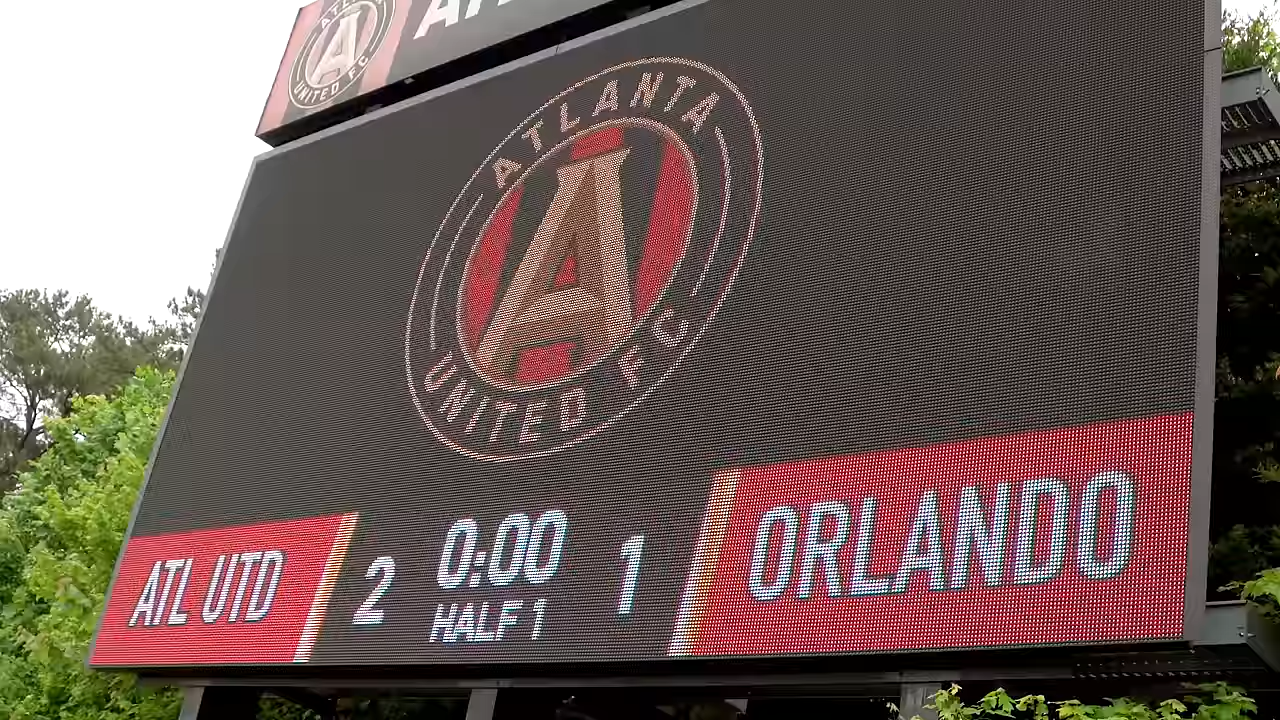 ATLANTA
UNITED FC
ATL UTD 2 0:00 1 ORLANDO
HALF 1